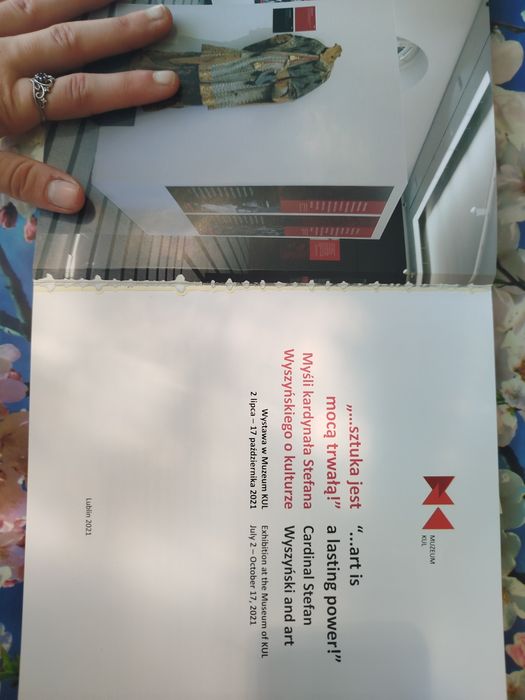 MUZEUM
KUL
„...sztuka jest
mocą trwałą!”
Myśli kardynała Stefana
Wyszyńskiego o kulturze
Wystawa w Muzeum KUL
2 lipca – 17 października 2021
“...art is
a lasting power!”
Cardinal Stefan
Wyszyński and art
Exhibition at the Museum of KUL
July 2 – October 17, 2021
Lublin 2021